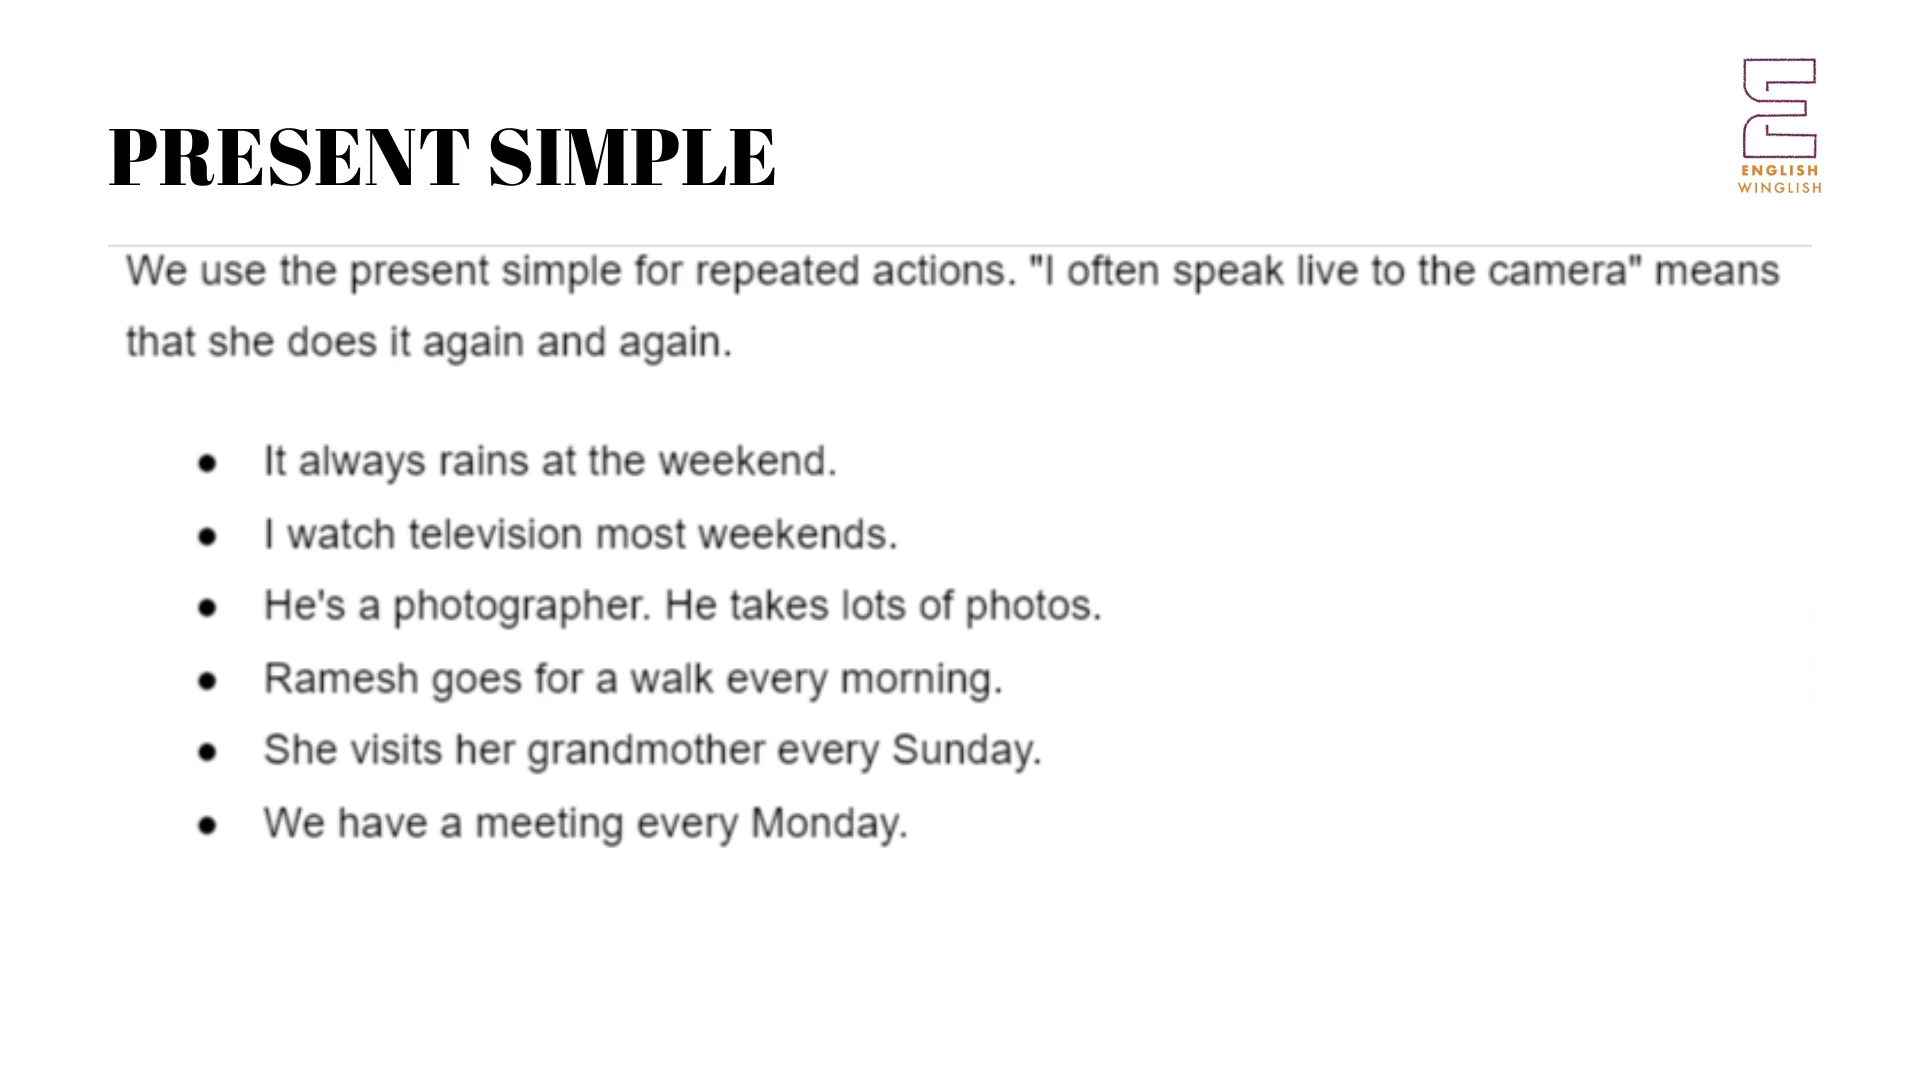 PRESENT SIMPLE
ENGLISH
WINGLISH
We use the present simple for repeated actions. "I often speak live to the camera" means
that she does it again and again.
● It always rains at the weekend.
● I watch television most weekends.
● He's a photographer. He takes lots of photos.
● Ramesh goes for a walk every morning.
● She visits her grandmother every Sunday.
● We have a meeting every Monday.